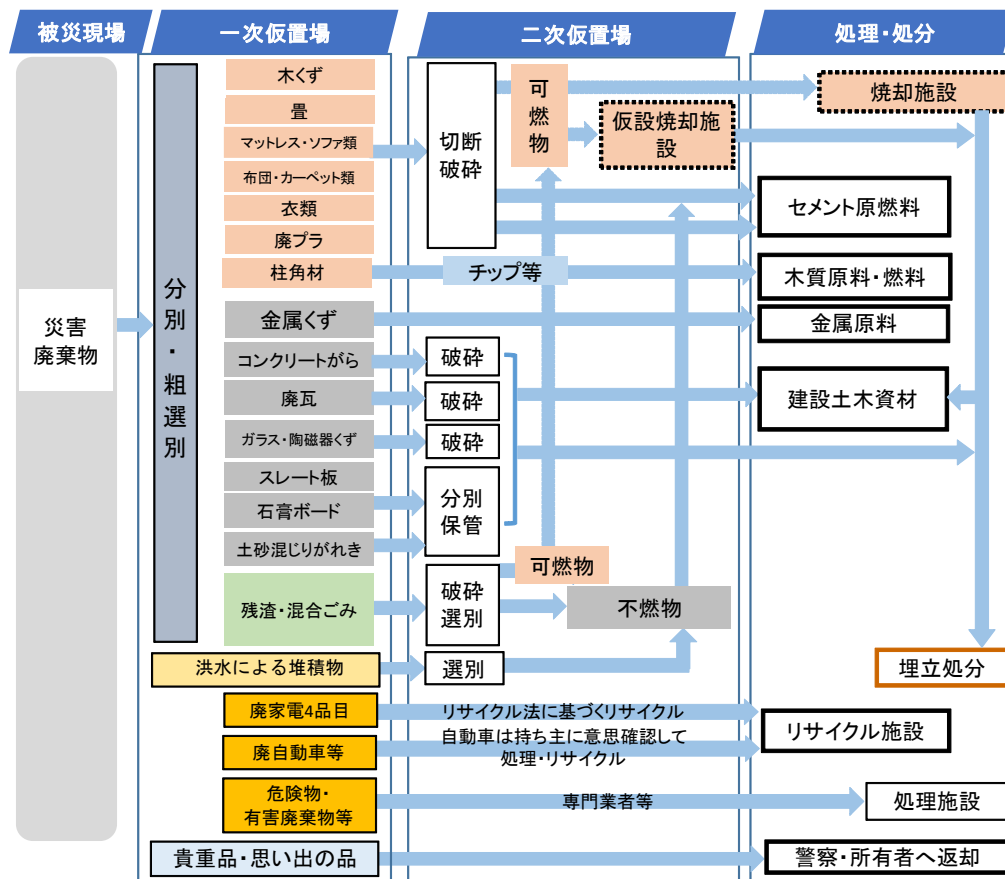 被災現場
一次仮置場
二次仮置場
処理・処分
災害
廃棄物
分別・粗選別
木くず
畳
マットレス・ソファ類
布団・カーペット類
衣類
廃プラ
柱角材
金属くず
コンクリートがら
廃瓦
ガラス・陶磁器くず
スレート板
石膏ボード
土砂混じりがれき
残渣・混合ごみ
洪水による堆積物
廃家電4品目
廃自動車等
危険物・
有害廃棄物等
貴重品・思い出の品
切断
破砕
可燃物
仮設焼却施
設
チップ等
破砕
破砕
破砕
分別
保管
可燃物
破砕
選別
不燃物
選別
リサイクル法に基づくリサイクル
自動車は持ち主に意思確認して
処理・リサイクル
専門業者等
焼却施設
セメント原燃料
木質原料・燃料
金属原料
建設土木資材
埋立処分
リサイクル施設
処理施設
警察・所有者へ返却